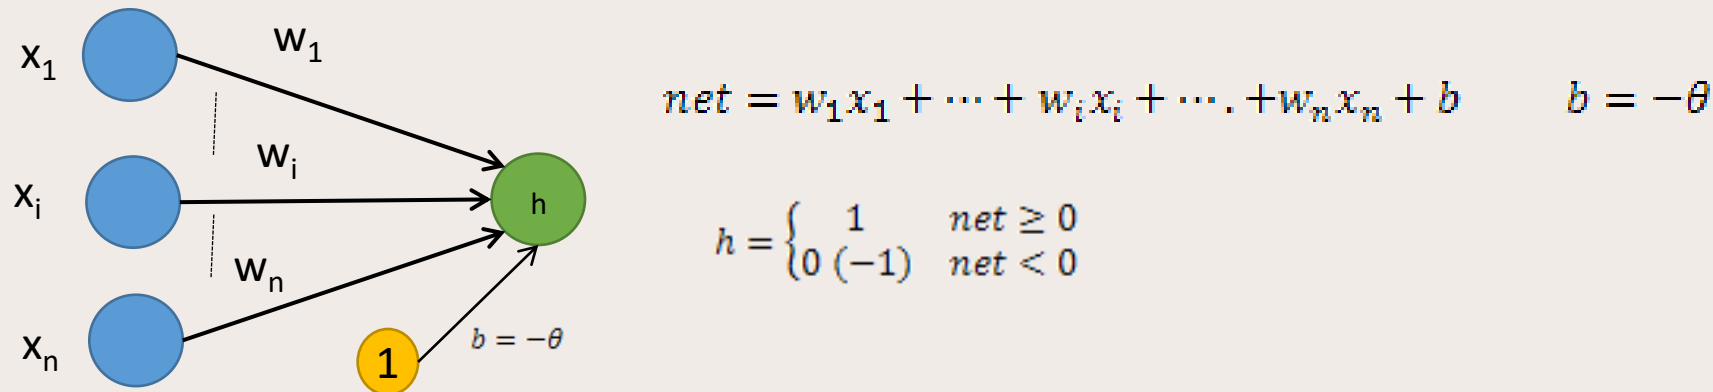 x₁
w₁
net = w₁x₁ + ⋯ + wᵢxᵢ + ⋯. +wₙxₙ + b b = −θ
wᵢ
xᵢ
h
h = { 1 net ≥ 0
0 (−1) net < 0
wₙ
xₙ
1
b = −θ